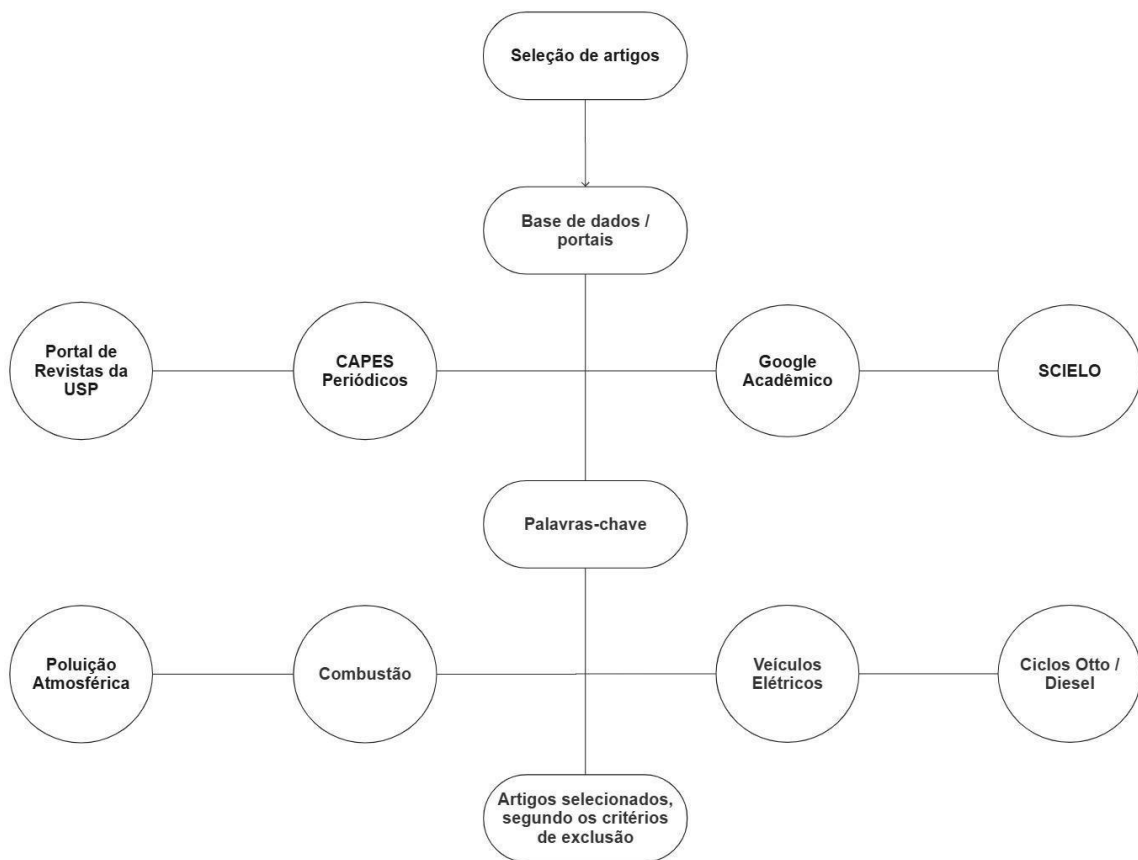 Seleção de artigos
Base de dados /
portais
Portal de
Revistas da
USP
CAPES
Periódicos
Google
Acadêmico
SCIELO
Palavras-chave
Poluição
Atmosférica
Combustão
Veículos
Elétricos
Ciclos Otto /
Diesel
Artigos selecionados,
segundo os critérios
de exclusão